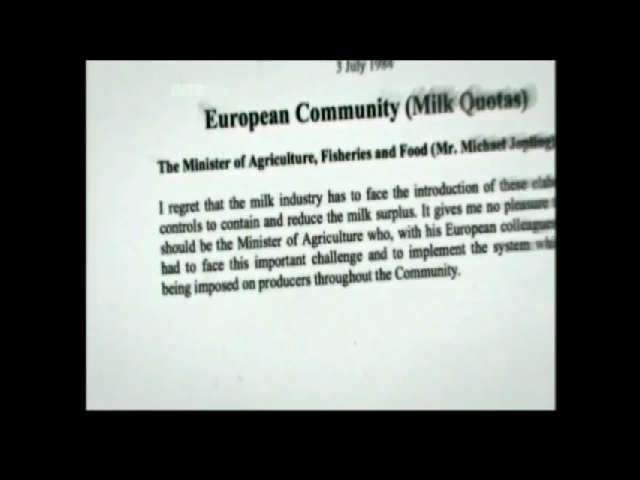 3 July 1984
European Community (Milk Quotas)
The Minister of Agriculture, Fisheries and Food (Mr. Michael Jopling)
I regret that the milk industry has to face the introduction of these
controls to contain and reduce the milk surplus. It gives me no pleasure
should be the Minister of Agriculture who, with his European colleagues
had to face this important challenge and to implement the system
being imposed on producers throughout the Community.